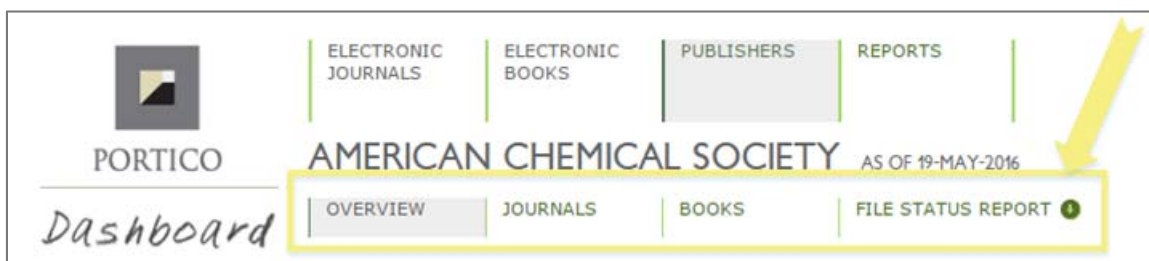 ELECTRONIC JOURNALS
ELECTRONIC BOOKS
PUBLISHERS
REPORTS
PORTICO
Dashboard
AMERICAN CHEMICAL SOCIETY AS OF 19-MAY-2016
OVERVIEW JOURNALS BOOKS FILE STATUS REPORT